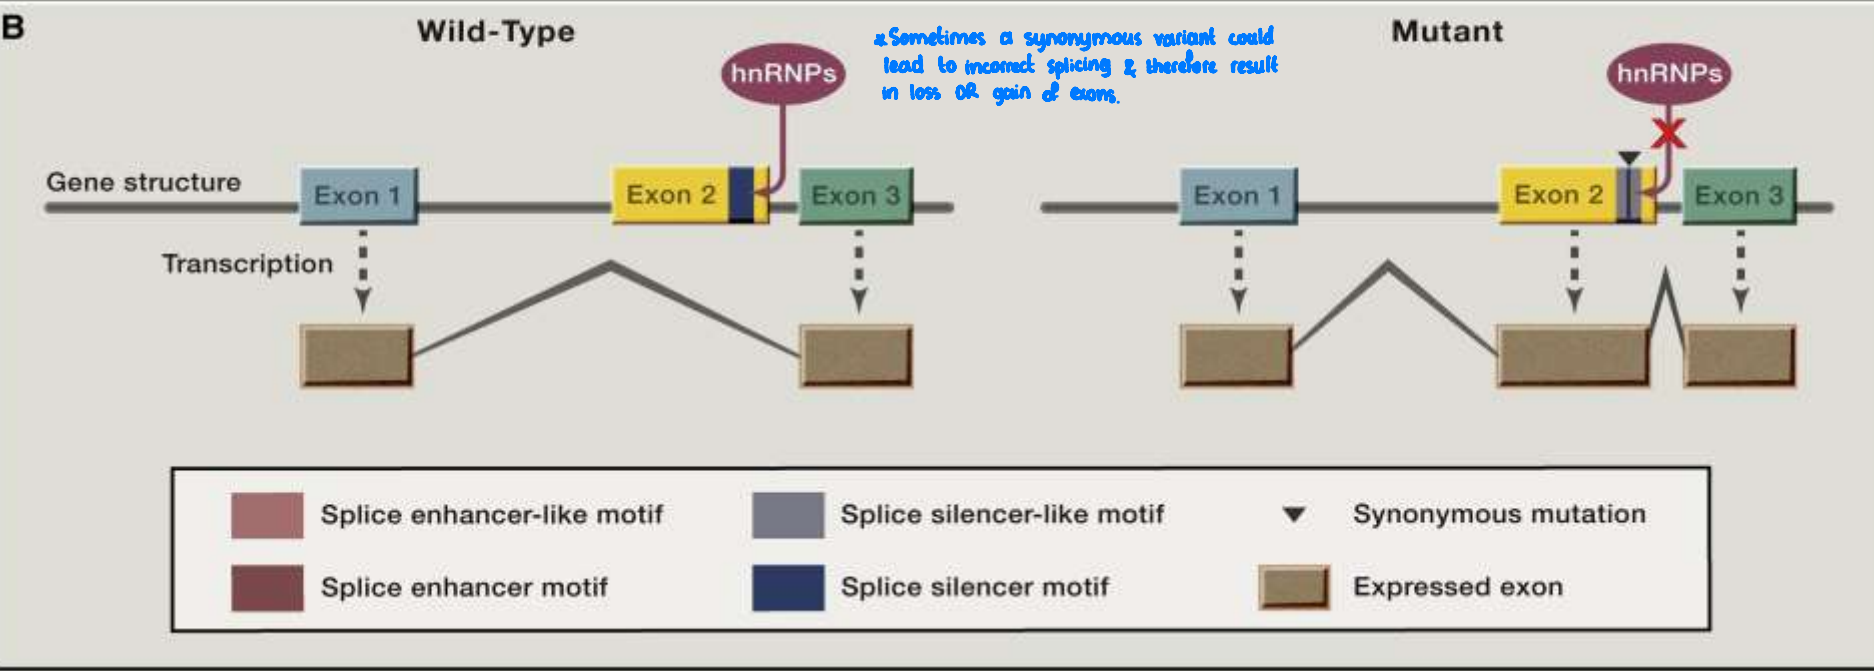 B
Wild-Type
*Sometimes a synonymous variant could
lead to incorrect splicing & therefore result
in loss OR gain of exons.
Mutant
hnRNPs
hnRNPs
Gene structure
Exon 1
Exon 2
Exon 3
Exon 1
Exon 2
Exon 3
Transcription
Splice enhancer-like motif
Splice silencer-like motif
Synonymous mutation
Splice enhancer motif
Splice silencer motif
Expressed exon